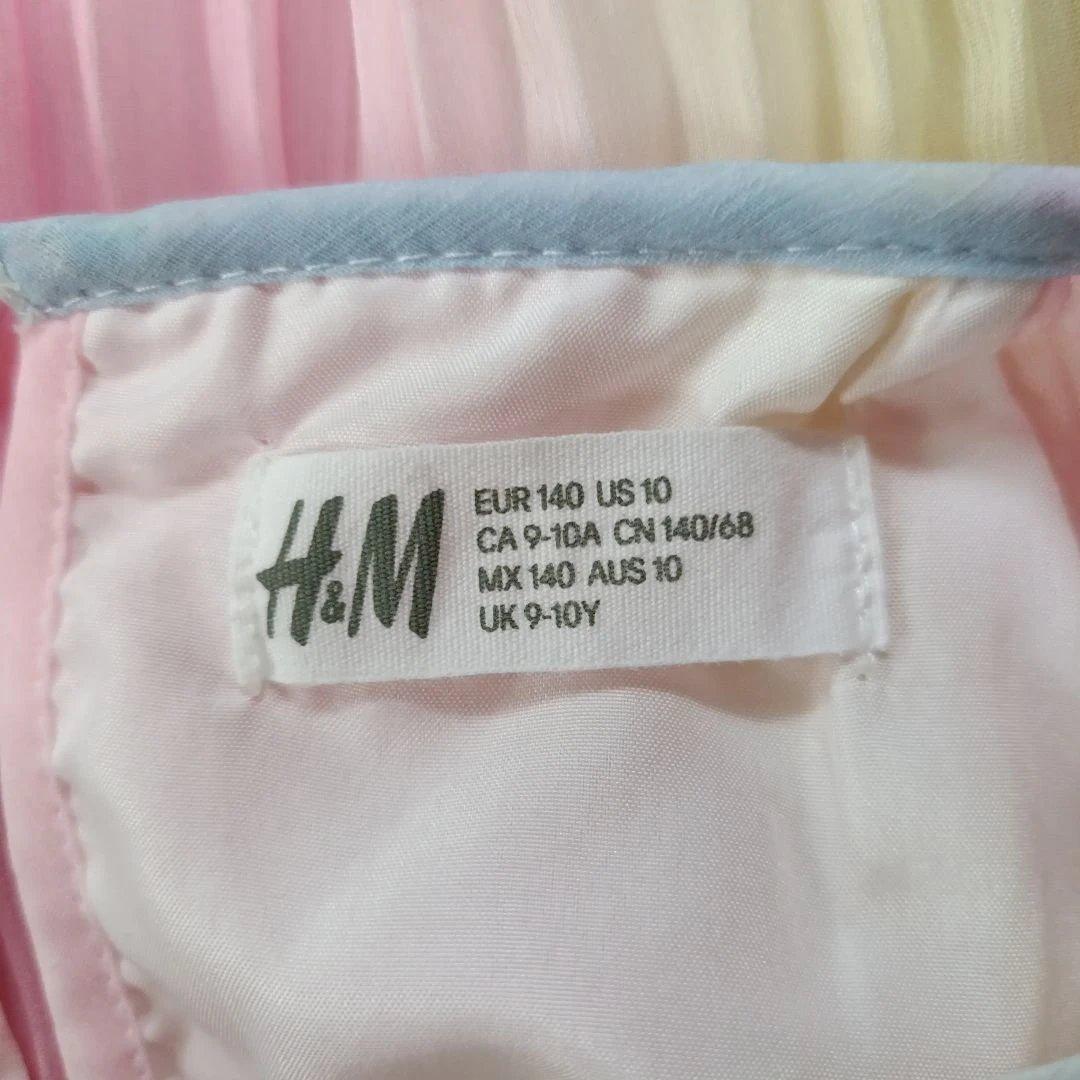 H&M
EUR 140 US 10
CA 9-10A CN 140/68
MX 140 AUS 10
UK 9-10Y